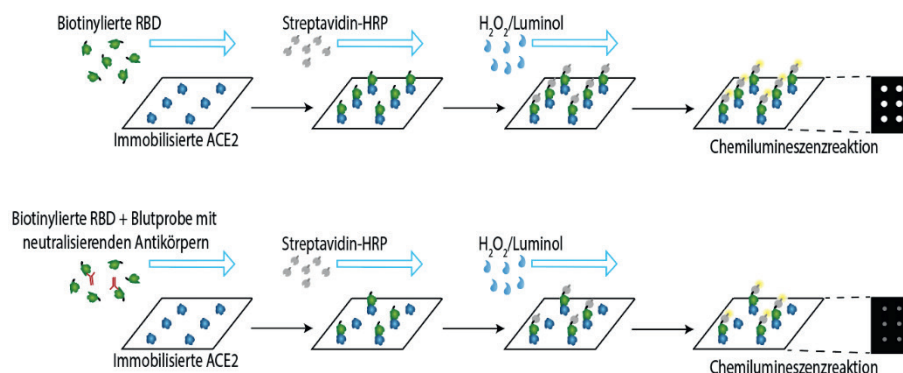 Biotinylierte RBD
Streptavidin-HRP
H₂O₂/Luminol
Immobilisierte ACE2
Chemilumineszenzreaktion
Biotinylierte RBD + Blutprobe mit
neutralisierenden Antikörpern
Streptavidin-HRP
H₂O₂/Luminol
Immobilisierte ACE2
Chemilumineszenzreaktion